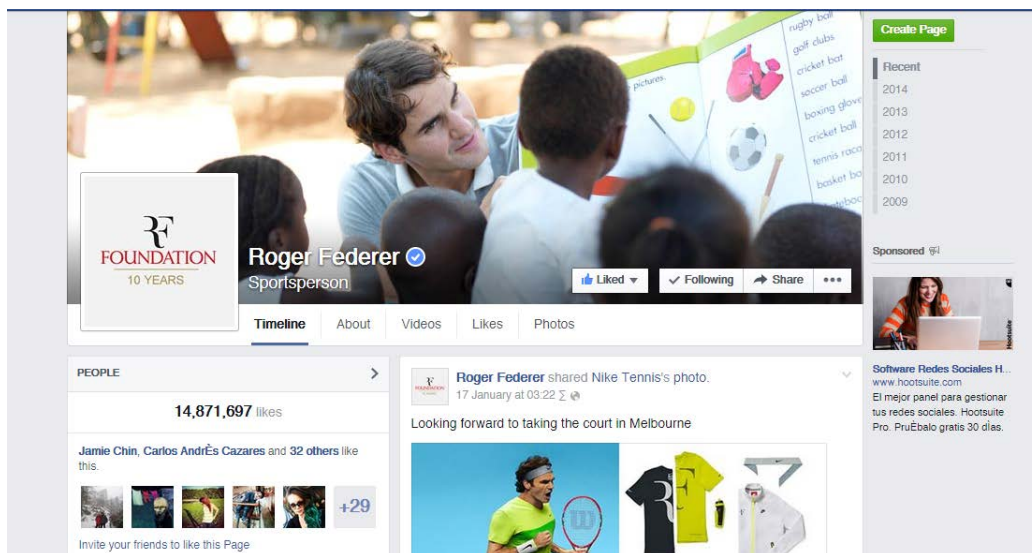 rugby ball
golf clubs
cricket bat
soccer ball
boxing glove
cricket ball
tennis racq
basket ba
pictures.
FOUNDATION
10 YEARS
Roger Federer
Sportsperson
Liked
Following
Share
Timeline
About
Videos
Likes
Photos
Create Page
Recent
2014
2013
2012
2011
2010
2009
Sponsored
Hootsuite
Software Redes Sociales H...
www.hootsuite.com
El mejor panel para gestionar
tus redes sociales. Hootsuite
Pro. PruÈbalo gratis 30 dÌas.
PEOPLE
14,871,697 likes
Jamie Chin, Carlos AndrÈs Cazares and 32 others like
this.
+29
Invite your friends to like this Page
Roger Federer shared Nike Tennis's photo.
17 January at 03:22 ∑
Looking forward to taking the court in Melbourne